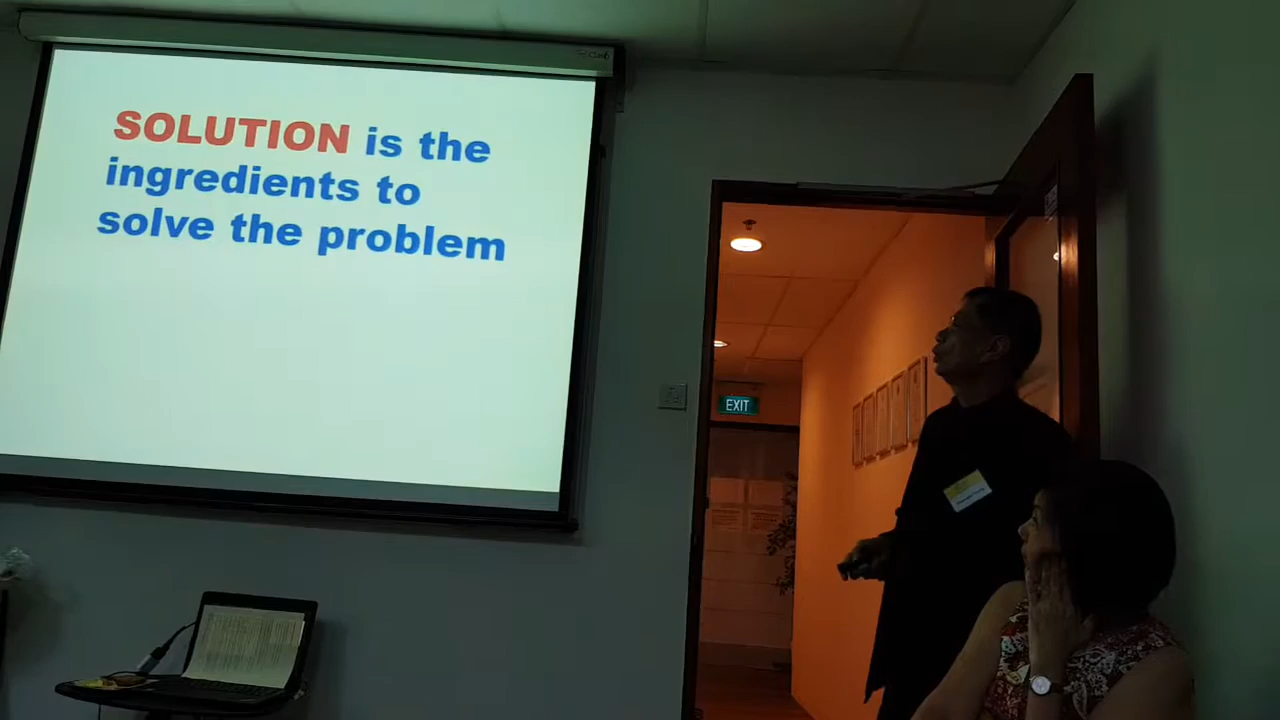 SOLUTION is the
ingredients to
solve the problem
EXIT